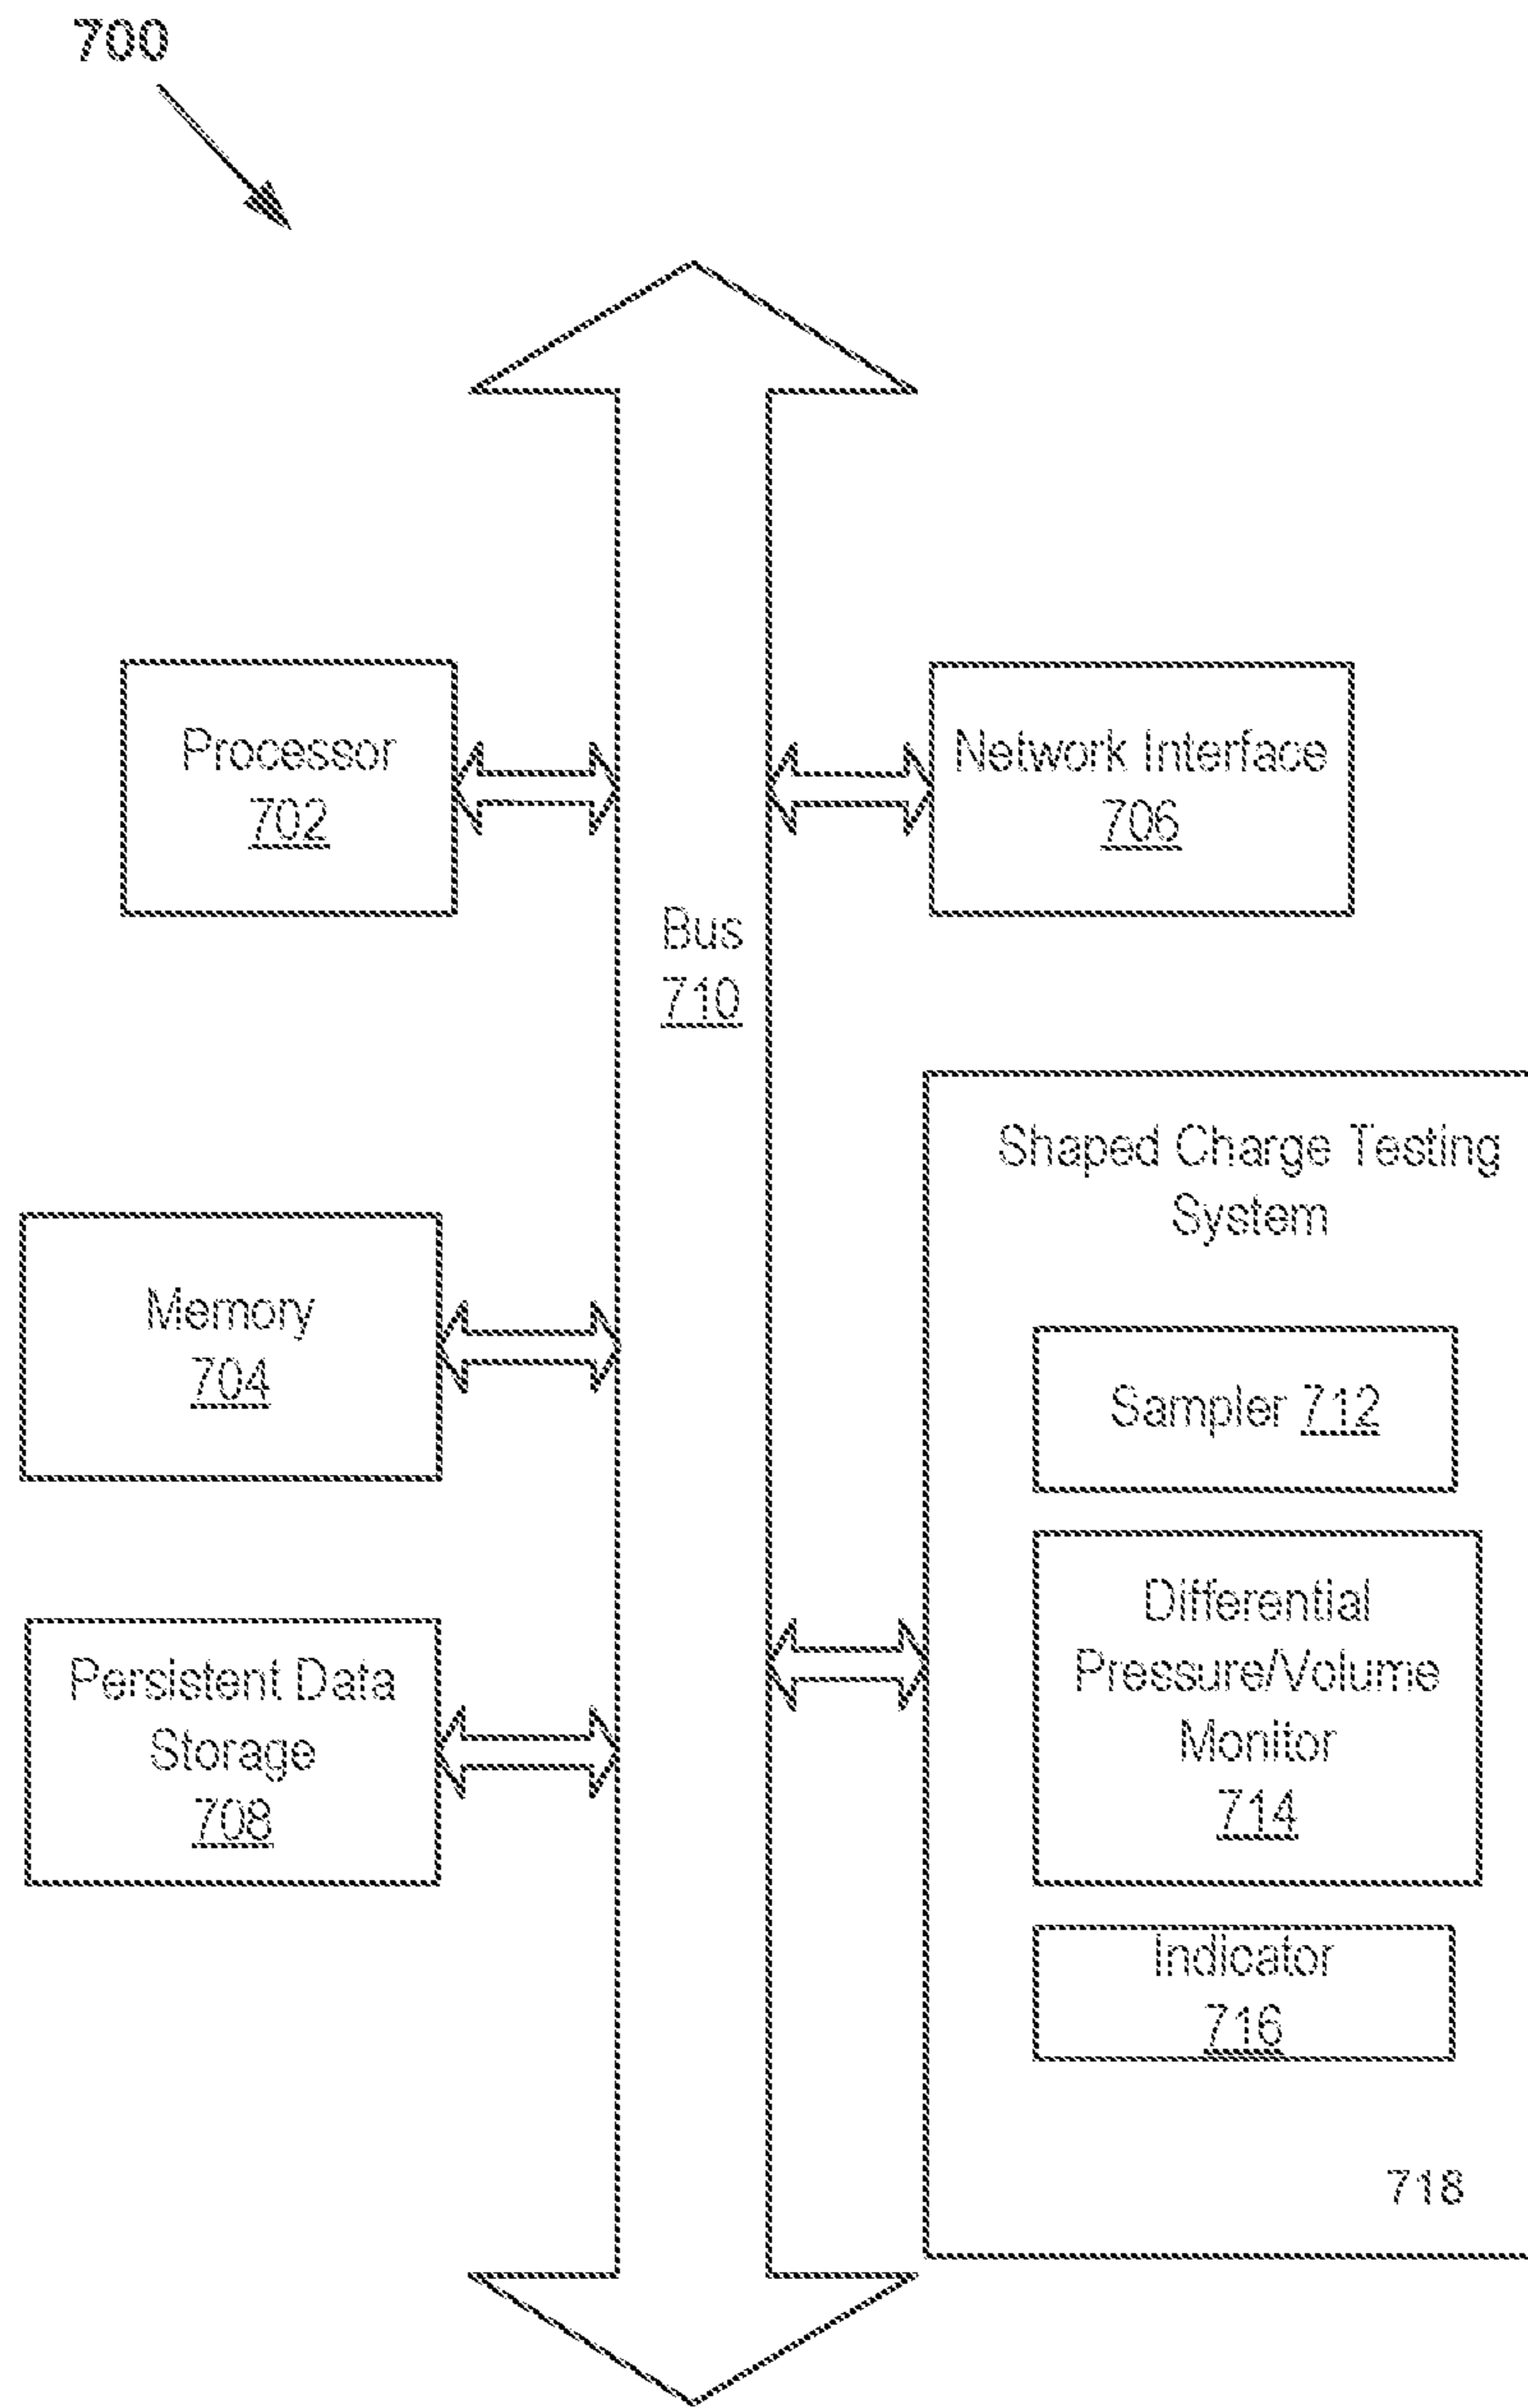 700
Processor
702
Network Interface
706
Bus
710
Shaped Charge Testing
System
Memory
704
Sampler 712
Differential
Pressure/Volume
Monitor
714
Persistent Data
Storage
708
Indicator
716
718